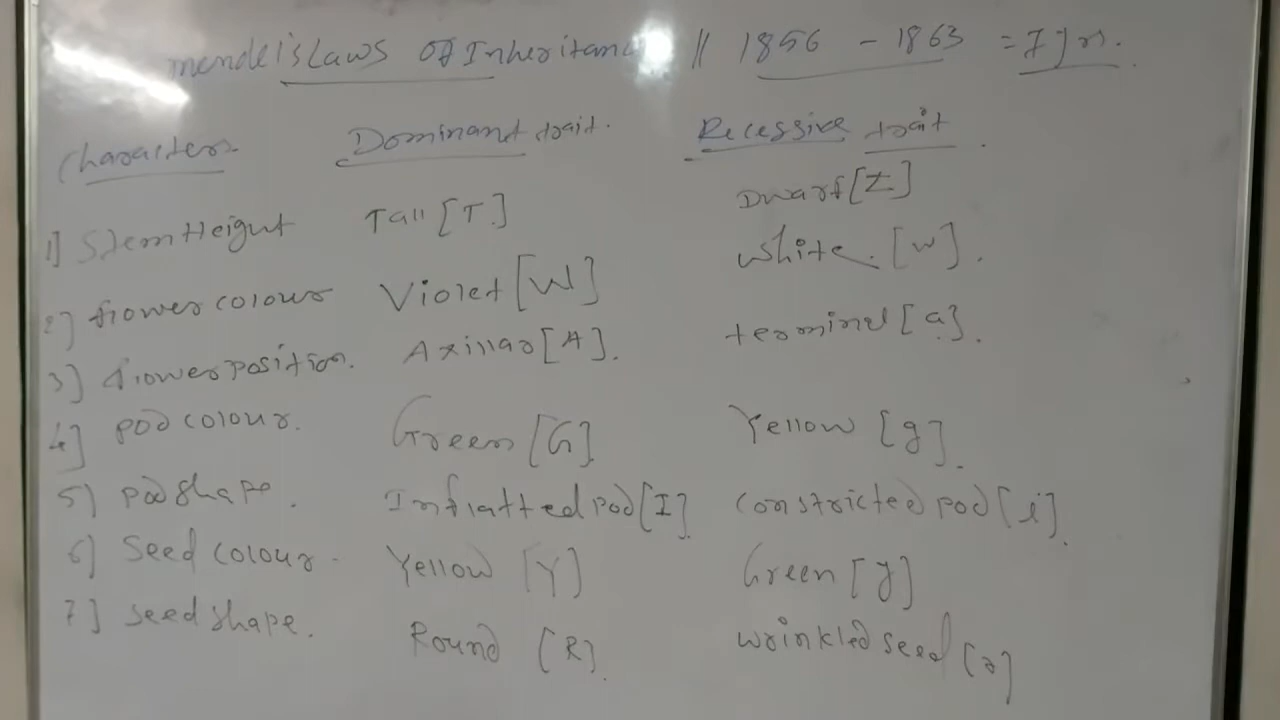 Mendel's Laws Of Inheritance || 1856 - 1863 = 7 yrs.
Characters Dominant trait. Recessive trait.
1] Stem Height Tall [T] Dwarf [t]
2] flower colour Violet [W] White. [w].
3] flower position. Axillar [A]. terminal [a].
4] pod colour. Green [G]. Yellow [g].
5) pod shape. Inflatted pod [I]. constricted pod [i].
6] Seed colour. Yellow [Y] Green [y]
7] seed shape. Round [R]. wrinkled seed [r]